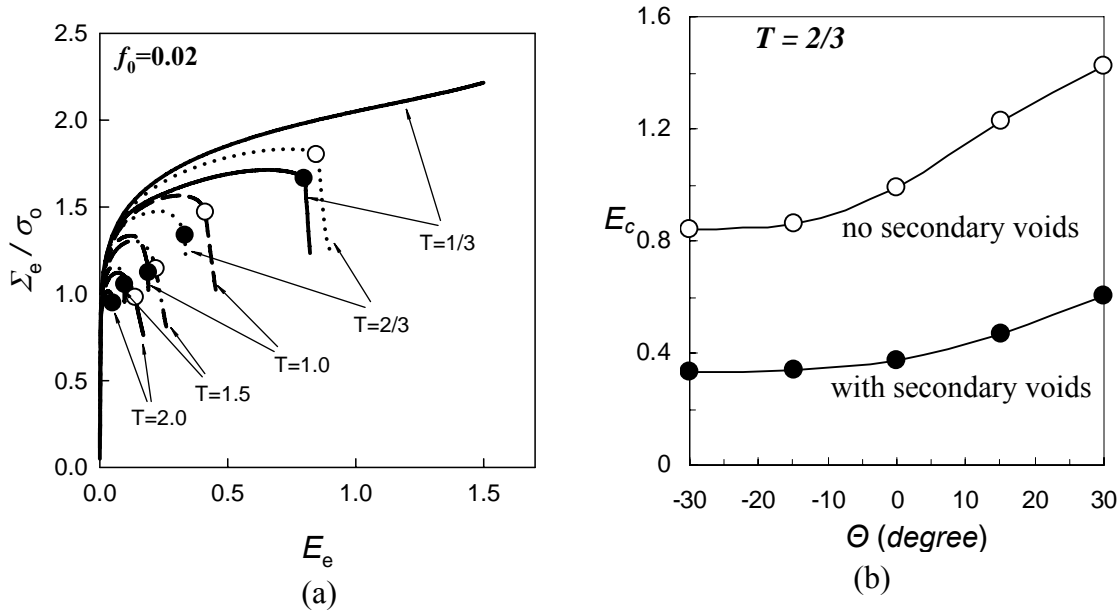 f₀=0.02
2.5
2.0
1.5
1.0
0.5
0.0
Σe / σo
T=1/3
T=2/3
T=1.0
T=1.5
T=2.0
0.0 0.5 1.0 1.5
Ee
(a)
T = 2/3
1.6
1.2
0.8
0.4
0
Ec
no secondary voids
with secondary voids
-30 -20 -10 0 10 20 30
Θ (degree)
(b)